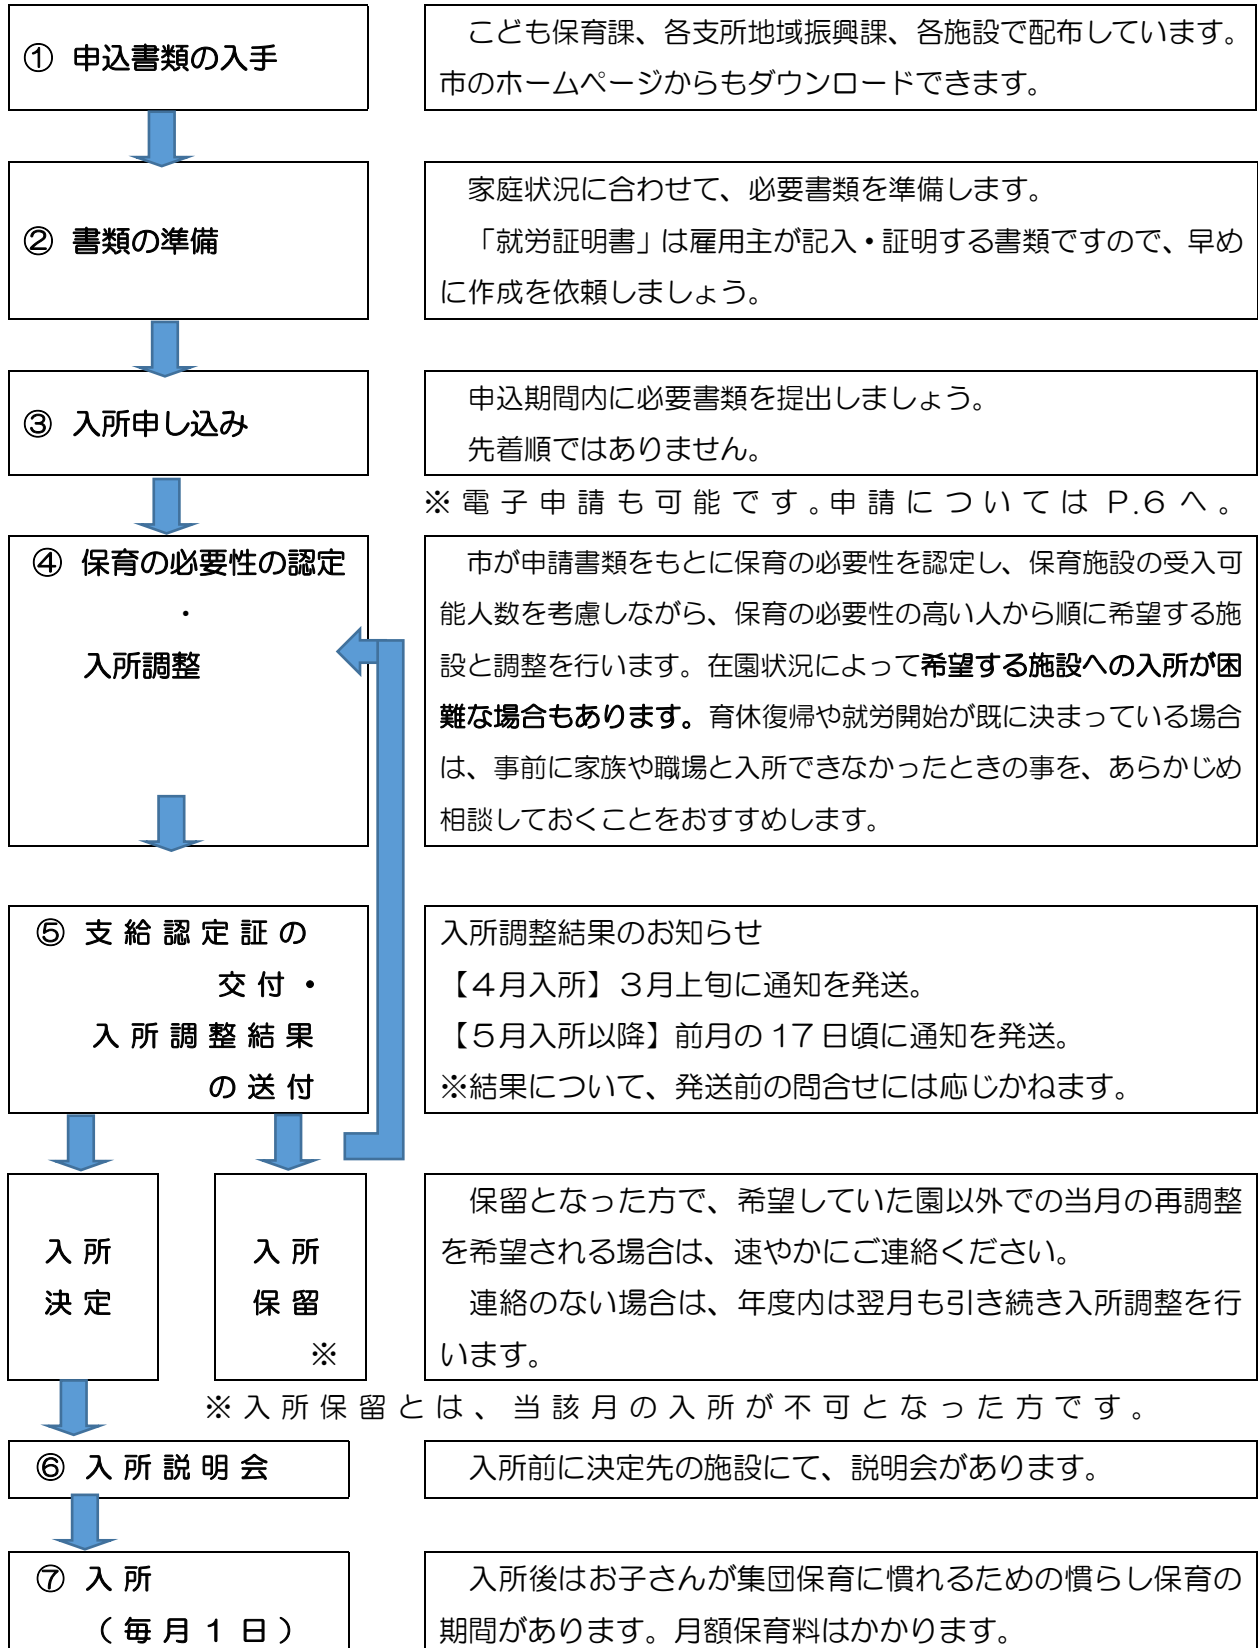 ① 申込書類の入手
こども保育課、各支所地域振興課、各施設で配布しています。
市のホームページからもダウンロードできます。
② 書類の準備
家庭状況に合わせて、必要書類を準備します。
「就労証明書」は雇用主が記入・証明する書類ですので、早め
に作成を依頼しましょう。
③ 入所申し込み
申込期間内に必要書類を提出しましょう。
先着順ではありません。
※電子申請も可能です。申請については P.6 へ。
④ 保育の必要性の認定
・
入所調整
市が申請書類をもとに保育の必要性を認定し、保育施設の受入可
能人数を考慮しながら、保育の必要性の高い人から順に希望する施
設と調整を行います。在園状況によって希望する施設への入所が困
難な場合もあります。育休復帰や就労開始が既に決まっている場合
は、事前に家族や職場と入所できなかったときの事を、あらかじめ
相談しておくことをおすすめします。
⑤ 支給認定証の
交付・
入所調整結果
の送付
入所調整結果のお知らせ
【４月入所】３月上旬に通知を発送。
【５月入所以降】前月の 17 日頃に通知を発送。
※結果について、発送前の問合せには応じかねます。
入所
決定
入所
保留
※
保留となった方で、希望していた園以外での当月の再調整
を希望される場合は、速やかにご連絡ください。
連絡のない場合は、年度内は翌月も引き続き入所調整を行
います。
※入所保留とは、当該月の入所が不可となった方です。
⑥ 入所説明会
入所前に決定先の施設にて、説明会があります。
⑦ 入所
（毎月１日）
入所後はお子さんが集団保育に慣れるための慣らし保育の
期間があります。月額保育料はかかります。